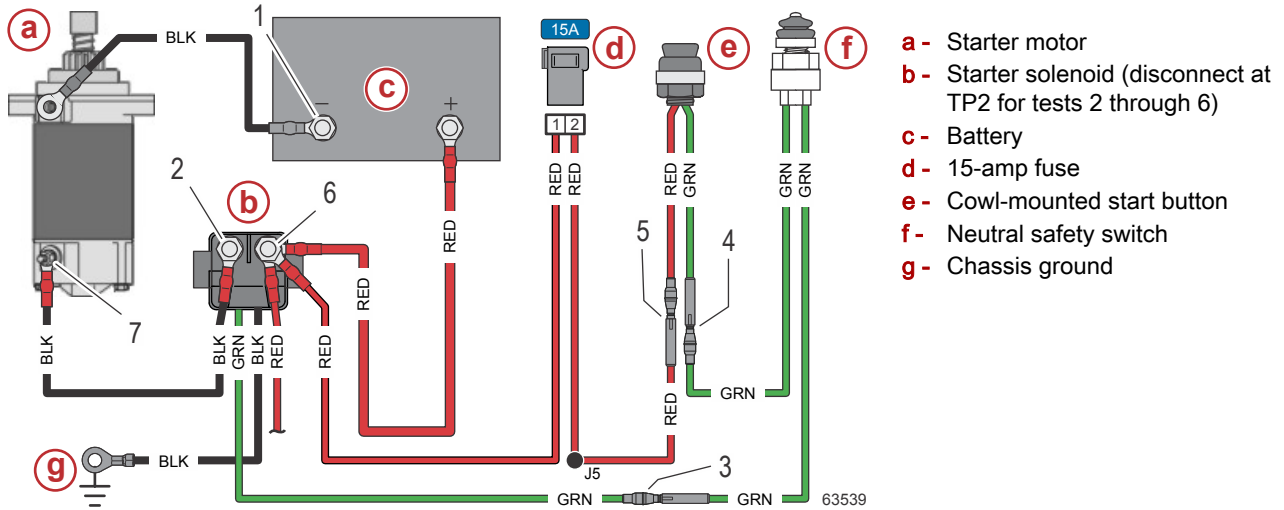 a
1
BLK
15A
d
e
f
c
−
+
1 2
2
b
6
RED
RED
RED
GRN
GRN
GRN
RED
5
4
7
RED
BLK
BLK
GRN
BLK
RED
RED
RED
GRN
g
BLK
J5
3
GRN
GRN
63539
a - Starter motor
b - Starter solenoid (disconnect at
TP2 for tests 2 through 6)
c - Battery
d - 15-amp fuse
e - Cowl-mounted start button
f - Neutral safety switch
g - Chassis ground